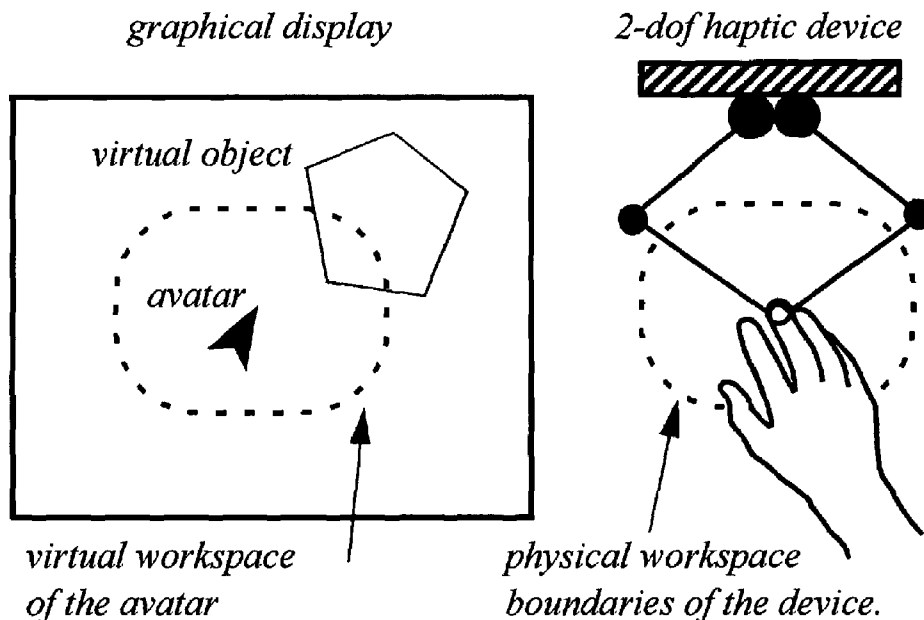 graphical display
2-dof haptic device
virtual object
avatar
virtual workspace
of the avatar
physical workspace
boundaries of the device.